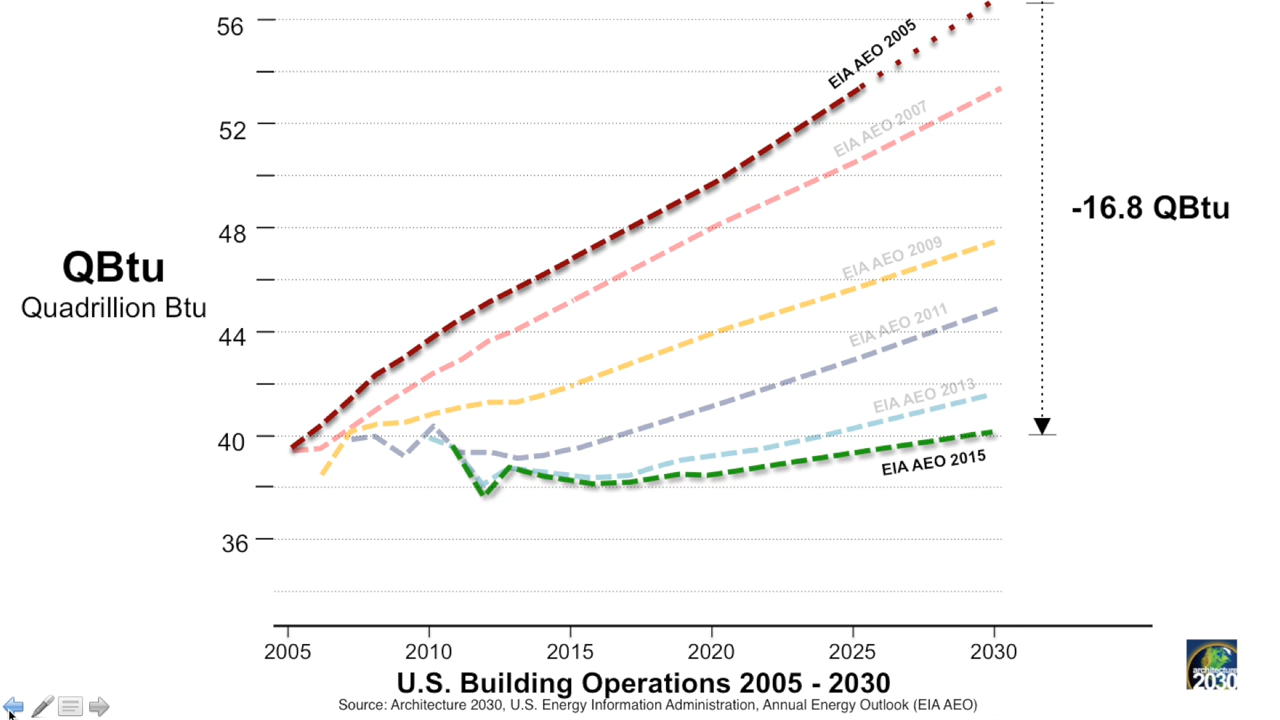 56
52
48
44
40
36
QBtu
Quadrillion Btu
EIA AEO 2005
EIA AEO 2007
EIA AEO 2009
EIA AEO 2011
EIA AEO 2013
EIA AEO 2015
-16.8 QBtu
2005 2010 2015 2020 2025 2030
U.S. Building Operations 2005 - 2030
Source: Architecture 2030, U.S. Energy Information Administration, Annual Energy Outlook (EIA AEO)
architecture
2030